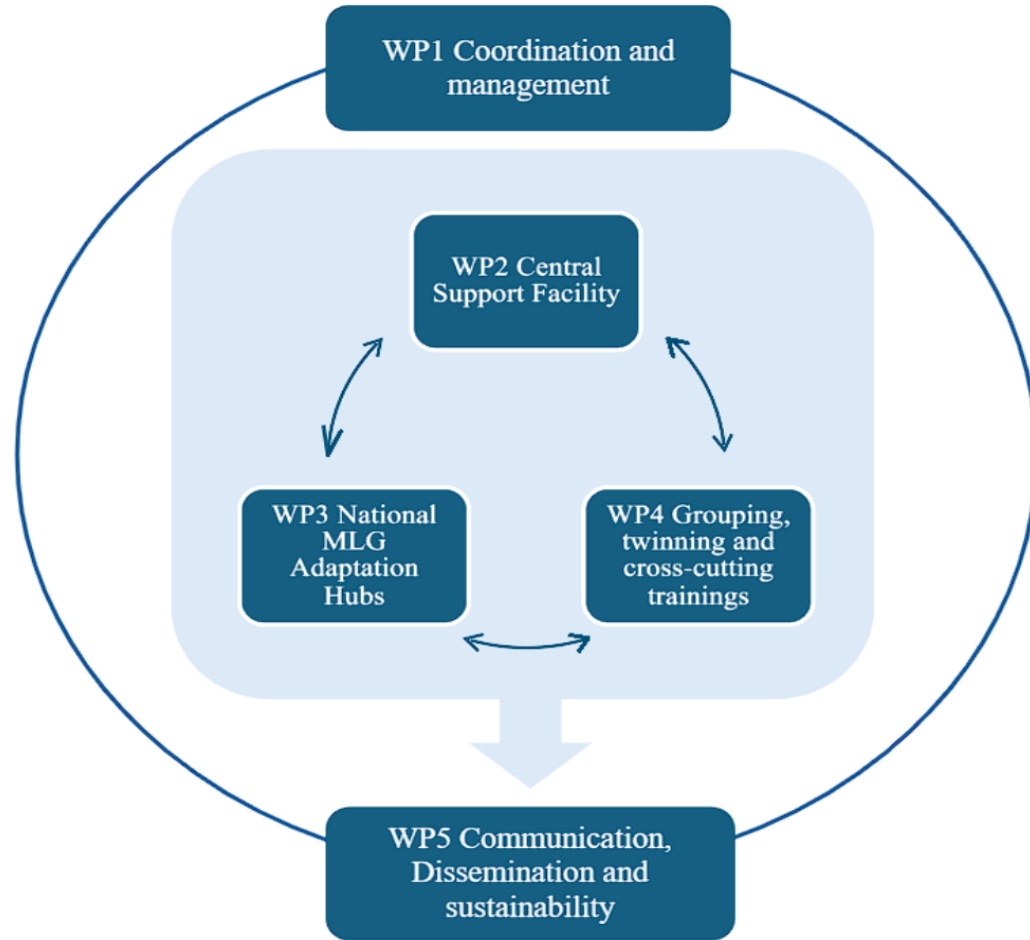 WP1 Coordination and
management
WP2 Central
Support Facility
WP3 National
MLG
Adaptation
Hubs
WP4 Grouping,
twinning and
cross-cutting
trainings
WP5 Communication,
Dissemination and
sustainability